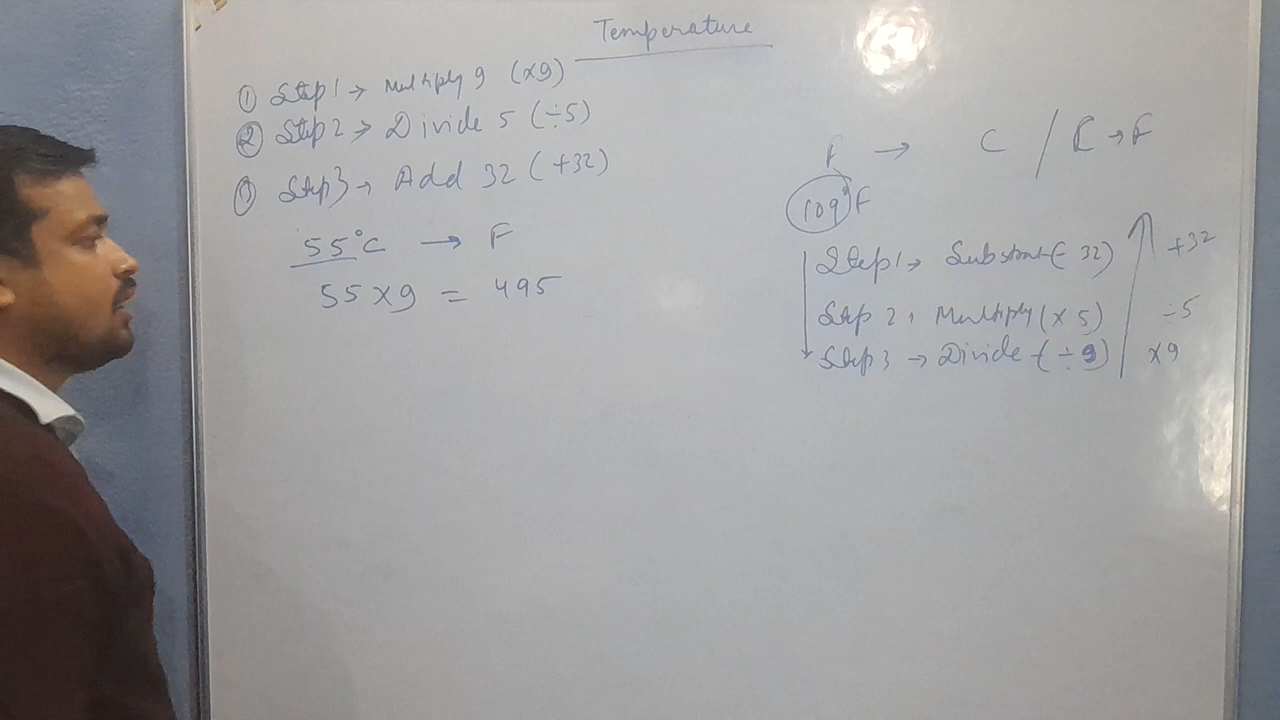 Temperature
① Step 1 → Multiply 9 (×9)
② Step 2 → Divide 5 (÷5)
③ Step 3 → Add 32 (+32)
55°C → F
55×9 = 495
F → C / C → F
109°F
Step 1 → Substrat (- 32) +32
Step 2 → Multiply (× 5) ÷5
Step 3 → Divide (÷ 9) ×9